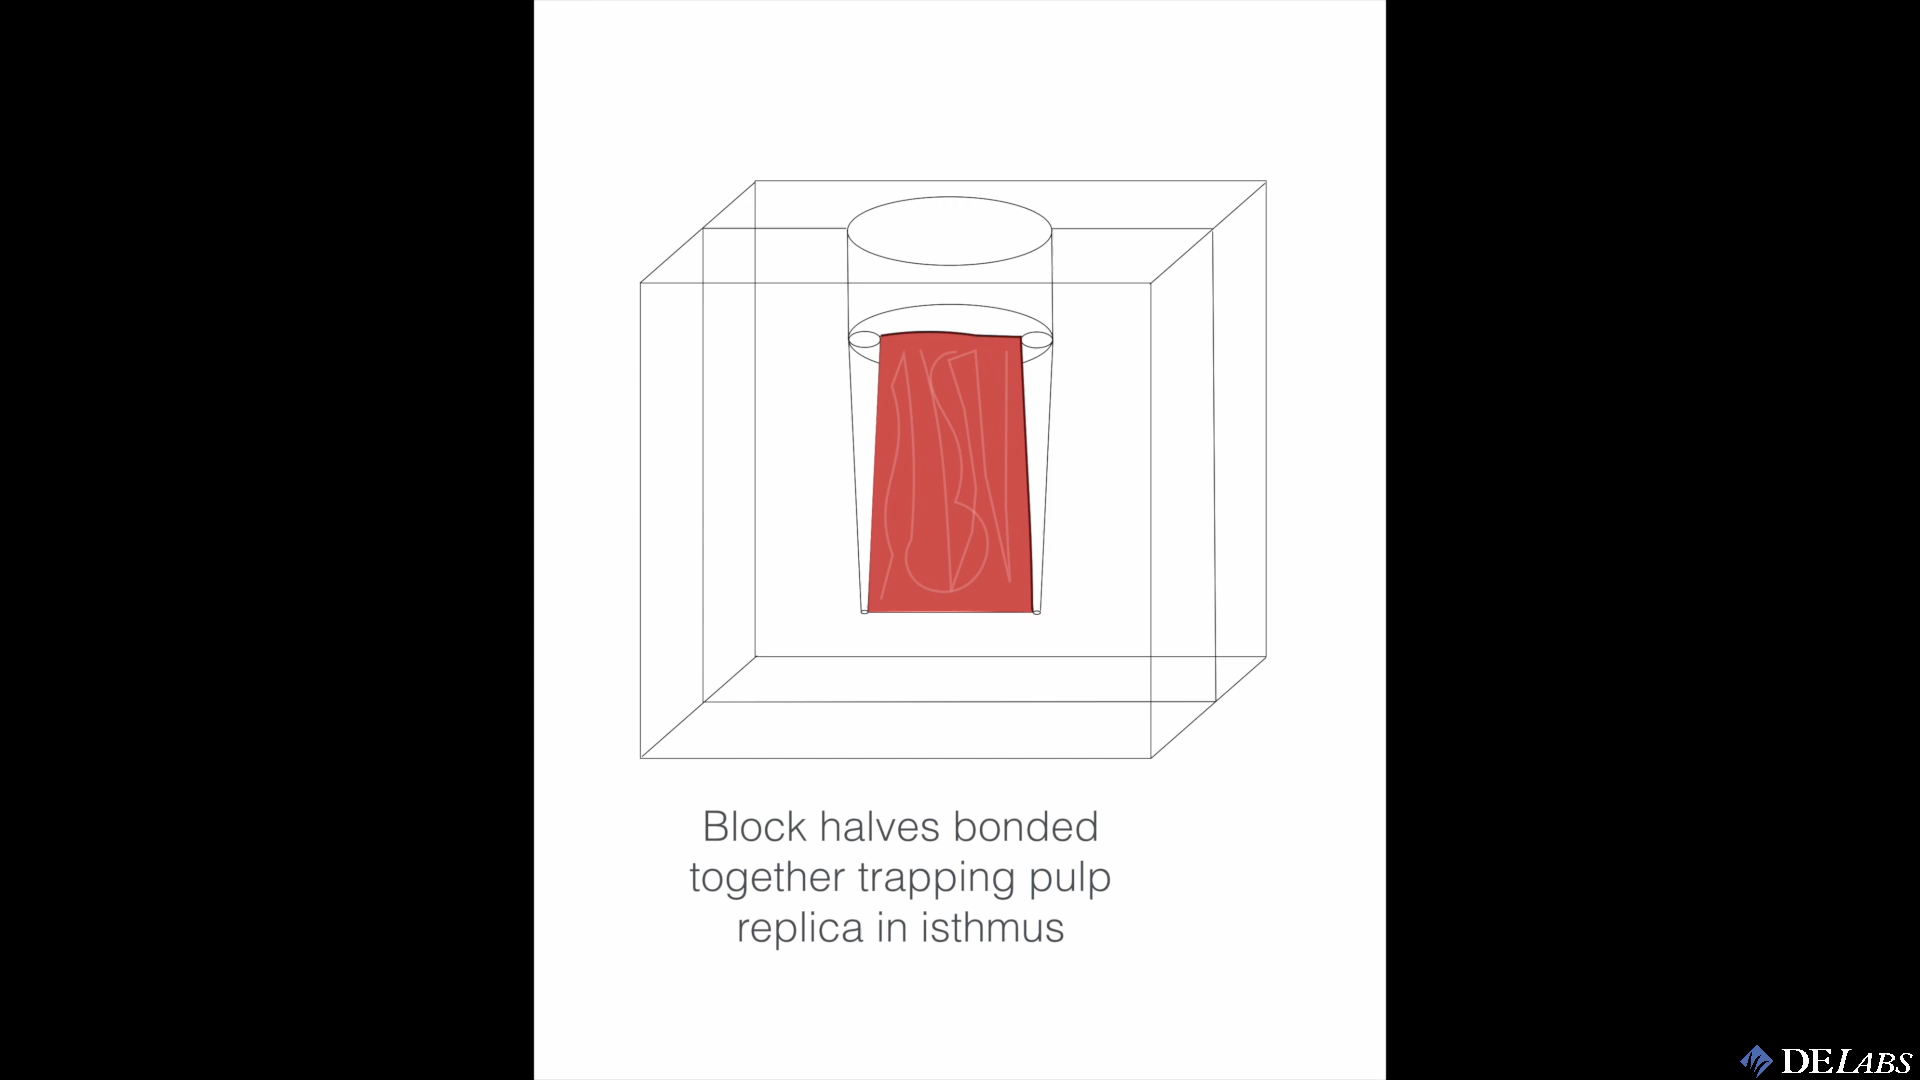 Block halves bonded
together trapping pulp
replica in isthmus
DELABS